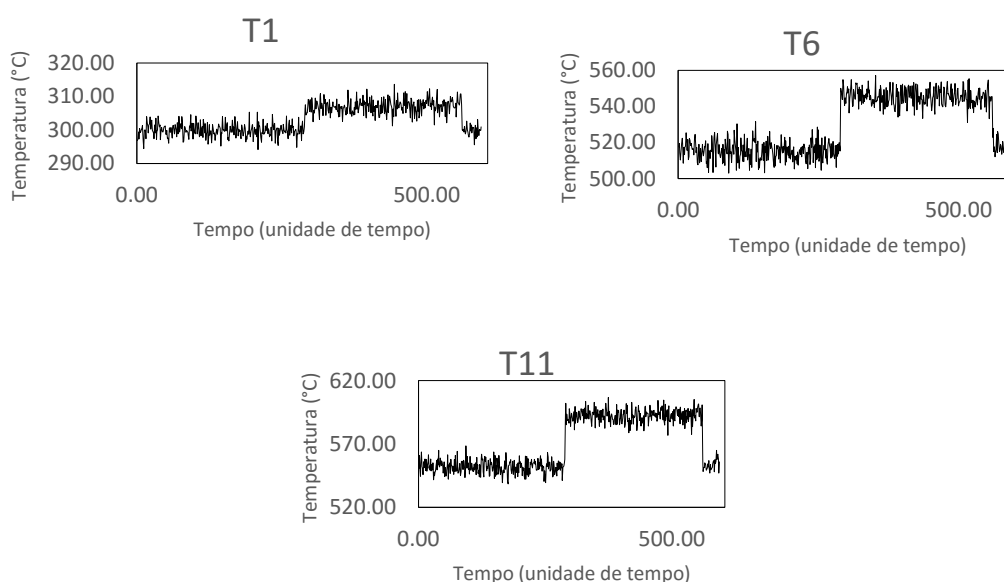 T1
Temperatura (°C)
320.00
310.00
300.00
290.00
0.00 500.00
Tempo (unidade de tempo)
T6
Temperatura (°C)
560.00
540.00
520.00
500.00
0.00 500.00
Tempo (unidade de tempo)
T11
Temperatura (°C)
620.00
570.00
520.00
0.00 500.00
Tempo (unidade de tempo)